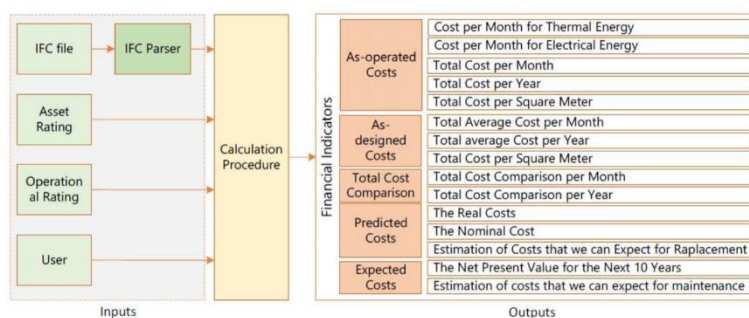 IFC file
IFC Parser
Asset
Rating
Operation
al Rating
User
Inputs
Calculation
Procedure
Financial Indicators
As-operated
Costs
Cost per Month for Thermal Energy
Cost per Month for Electrical Energy
Total Cost per Month
Total Cost per Year
Total Cost per Square Meter
As-
designed
Costs
Total Average Cost per Month
Total average Cost per Year
Total Cost per Square Meter
Total Cost
Comparison
Total Cost Comparison per Month
Total Cost Comparison per Year
Predicted
Costs
The Real Costs
The Nominal Cost
Estimation of Costs that we can Expect for Raplacement
Expected
Costs
The Net Present Value for the Next 10 Years
Estimation of costs that we can expect for maintenance
Outputs